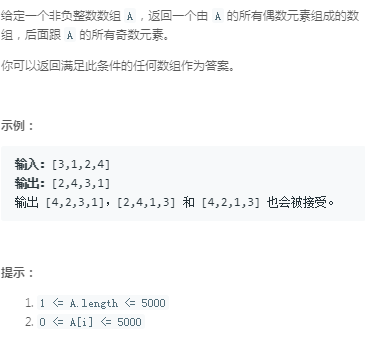 给定一个非负整数数组 A ，返回一个由 A 的所有偶数元素组成的数
组，后面跟 A 的所有奇数元素。
你可以返回满足此条件的任何数组作为答案。
示例：
输入：[3,1,2,4]
输出：[2,4,3,1]
输出 [4,2,3,1]，[2,4,1,3] 和 [4,2,1,3] 也会被接受。
提示：
1. 1 <= A.length <= 5000
2. 0 <= A[i] <= 5000